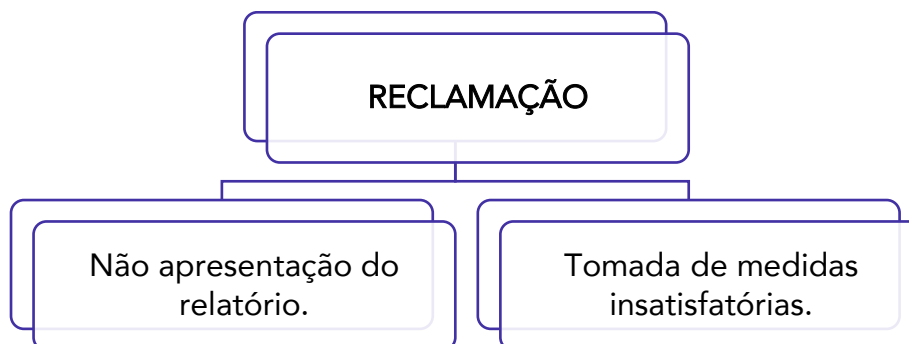 RECLAMAÇÃO
Não apresentação do
relatório.
Tomada de medidas
insatisfatórias.